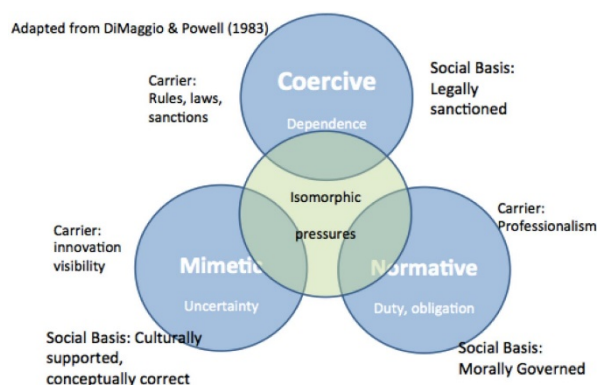 Adapted from DiMaggio & Powell (1983)
Coercive
Dependence
Carrier:
Rules, laws,
sanctions
Social Basis:
Legally
sanctioned
Isomorphic
pressures
Carrier:
innovation
visibility
Mimetic
Uncertainty
Social Basis: Culturally
supported,
conceptually correct
Carrier:
Professionalism
Normative
Duty, obligation
Social Basis:
Morally Governed